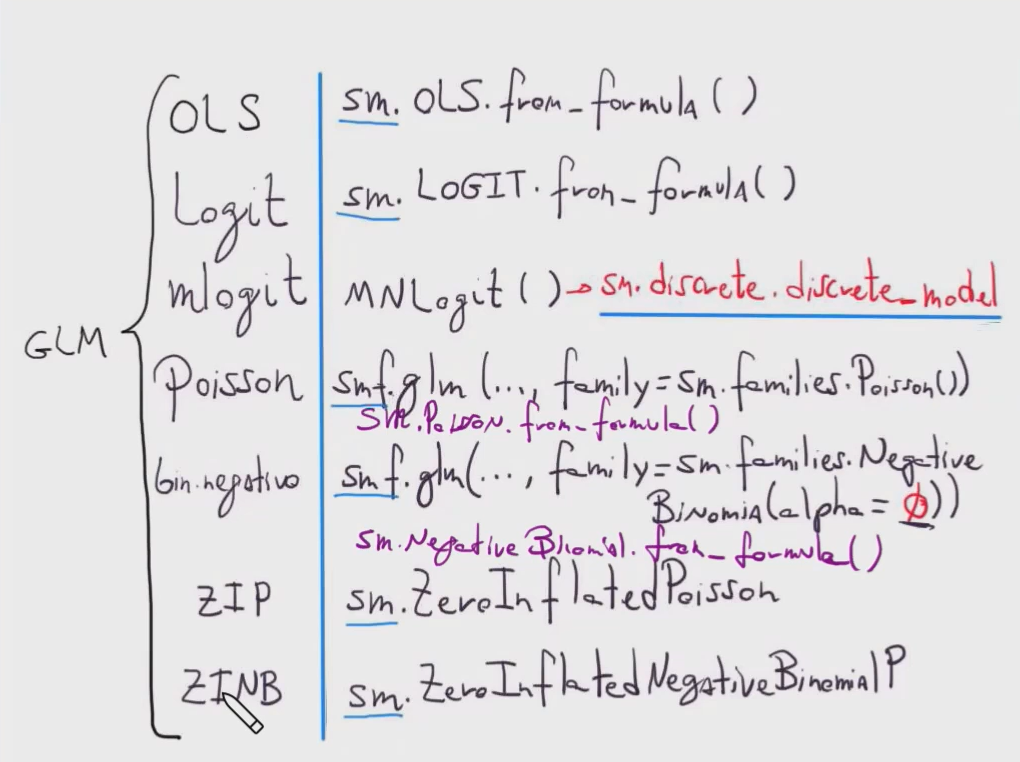 OLS sm. OLS.from_formula ( )
Logit sm. LOGIT.from_formula ( )
mlogit MNLogit ( ) → sm.discrete.discrete_model
GLM
Poisson smf.glm (..., family=sm.families.Poisson())
sm.Poisson.from_formula()
bin.negativo smf.glm(..., family=sm.families.Negative
Binomial(alpha = ϕ))
sm.Negative Binomial.from_formula()
ZIP sm.ZeroInflatedPoisson
ZINB sm.ZeroInflatedNegativeBinomialP